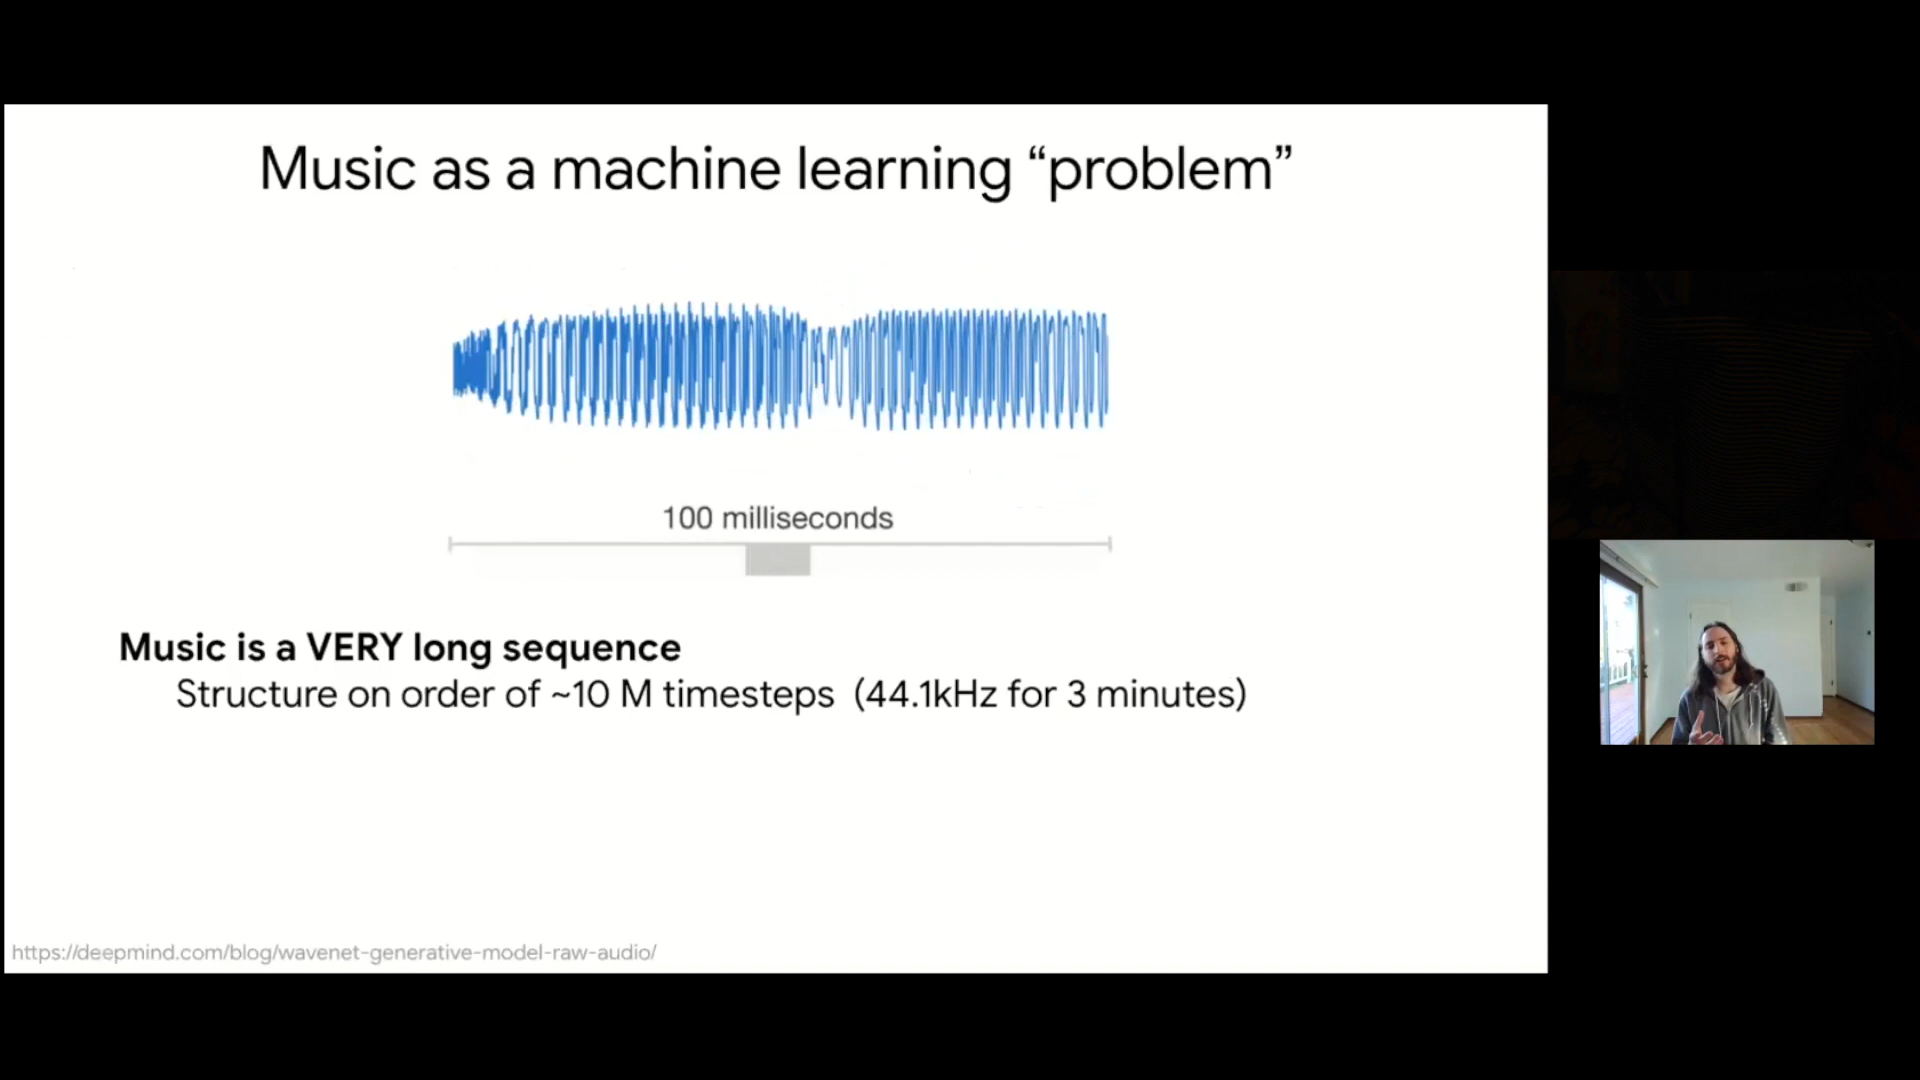 Music as a machine learning “problem”
100 milliseconds
Music is a VERY long sequence
Structure on order of ~10 M timesteps (44.1kHz for 3 minutes)
https://deepmind.com/blog/wavenet-generative-model-raw-audio/